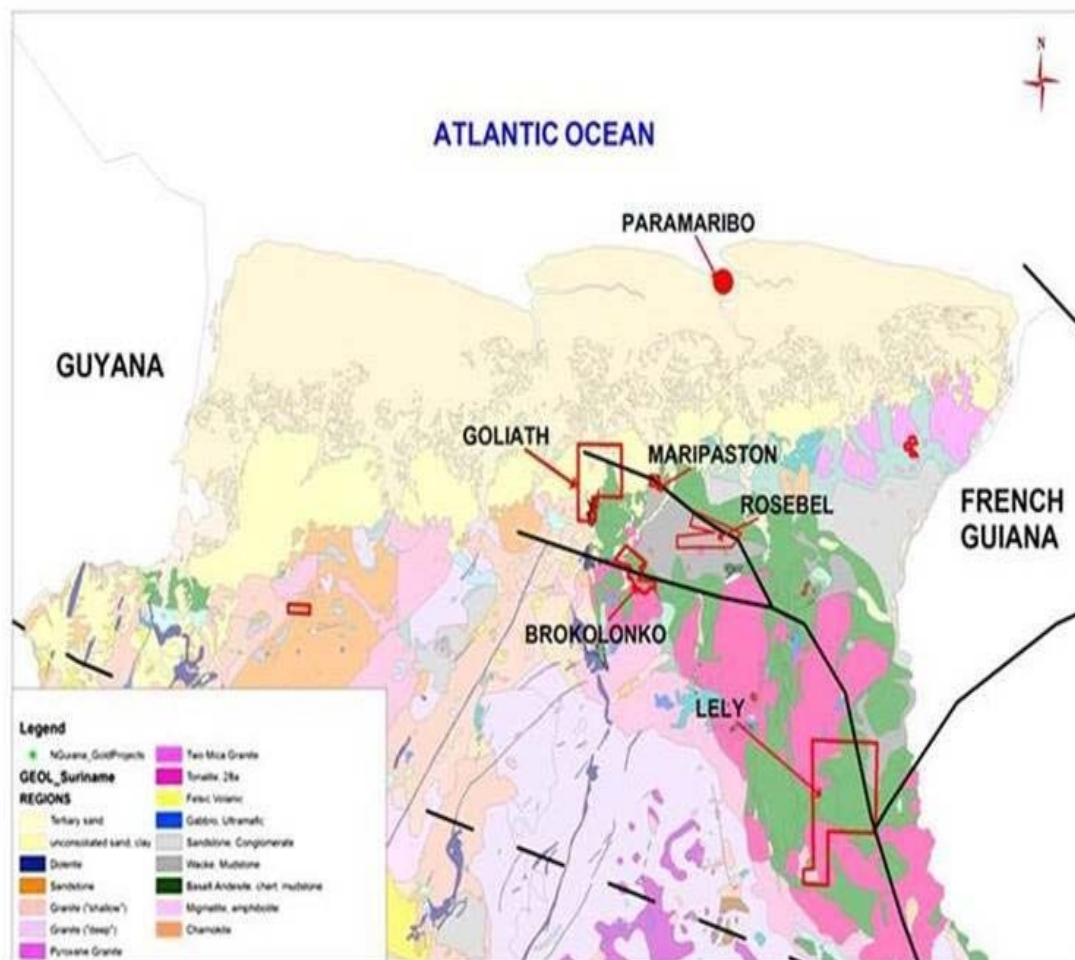 N
ATLANTIC OCEAN
PARAMARIBO
GUYANA
GOLIATH
MARIPASTON
ROSEBEL
FRENCH
GUIANA
BROKOLONKO
LELY
Legend
NGuiana_GoldProjects
GEOL_Suriname
REGIONS
Tertiary sand
unconsolidated sand, clay
Dolerite
Sandstone
Granite ("shallow")
Granite ("deep")
Pyroxene Granite
Two Mica Granite
Tonalite, 28a
Felsic Volanic
Gabbro, Ultramafic
Sandstone, Conglomerate
Wacke, Mudstone
Basalt Andesite, chert, mudstone
Migmatite, amphibolite
Charnokite